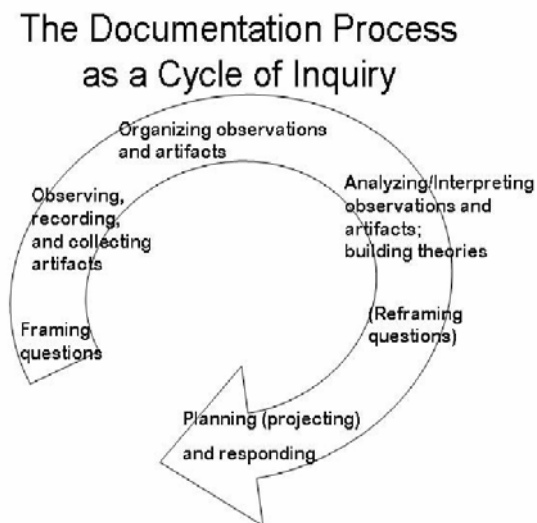 The Documentation Process
as a Cycle of Inquiry
Organizing observations
and artifacts
Observing,
recording,
and collecting
artifacts
Analyzing/Interpreting
observations and
artifacts;
building theories
Framing
questions
(Reframing
questions)
Planning (projecting)
and responding